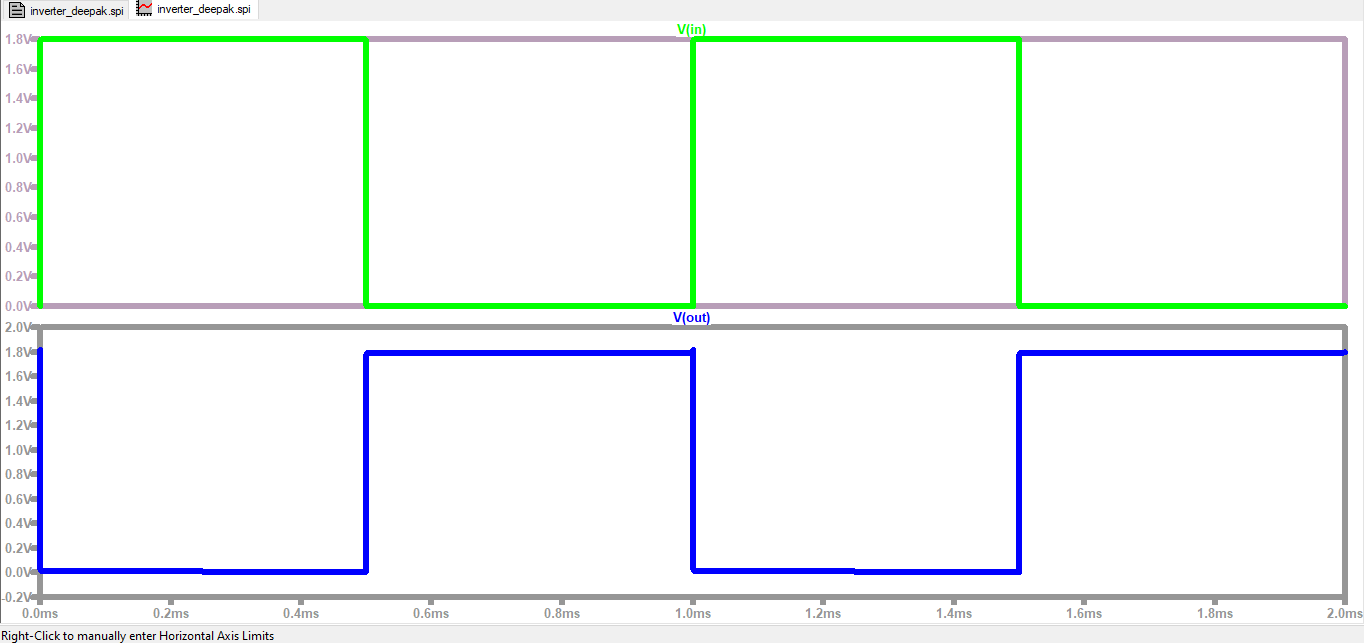 inverter_deepak.spi inverter_deepak.spi
V(in)
1.8V
1.6V
1.4V
1.2V
1.0V
0.8V
0.6V
0.4V
0.2V
0.0V
V(out)
2.0V
1.8V
1.6V
1.4V
1.2V
1.0V
0.8V
0.6V
0.4V
0.2V
0.0V
-0.2V
0.0ms 0.2ms 0.4ms 0.6ms 0.8ms 1.0ms 1.2ms 1.4ms 1.6ms 1.8ms 2.0ms
Right-Click to manually enter Horizontal Axis Limits